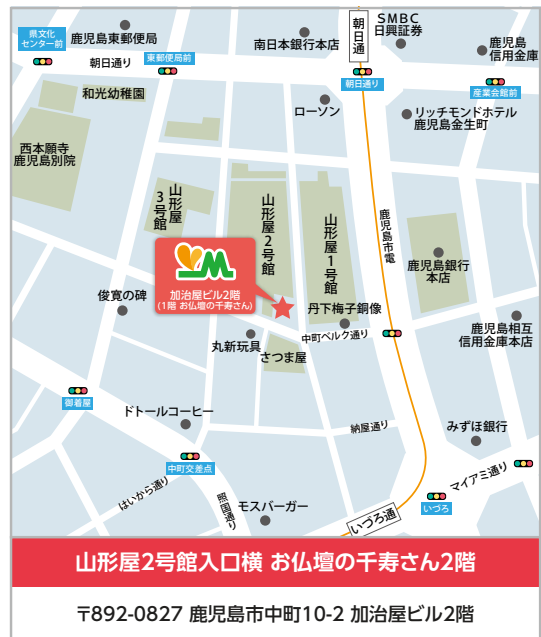 県文化
センター前
鹿児島東郵便局
朝日通り
東郵便局前
南日本銀行本店
朝日通
SMBC
日興証券
鹿児島
信用金庫
朝日通り
産業会館前
和光幼稚園
ローソン
リッチモンドホテル
鹿児島金生町
西本願寺
鹿児島別院
山形屋
3号館
山形屋2号館
山形屋1号館
鹿児島市電
鹿児島銀行
本店
加治屋ビル2階
(1階 お仏壇の千寿さん)
俊寛の碑
丹下梅子銅像
鹿児島相互
信用金庫本店
丸新玩具
中町ベルク通り
さつま屋
御着屋
ドトールコーヒー
納屋通り
みずほ銀行
中町交差点
マイアミ通り
はいから通り
照国通り
モスバーガー
いづろ通
いづろ
山形屋2号館入口横 お仏壇の千寿さん2階
〒892-0827 鹿児島市中町10-2 加治屋ビル2階